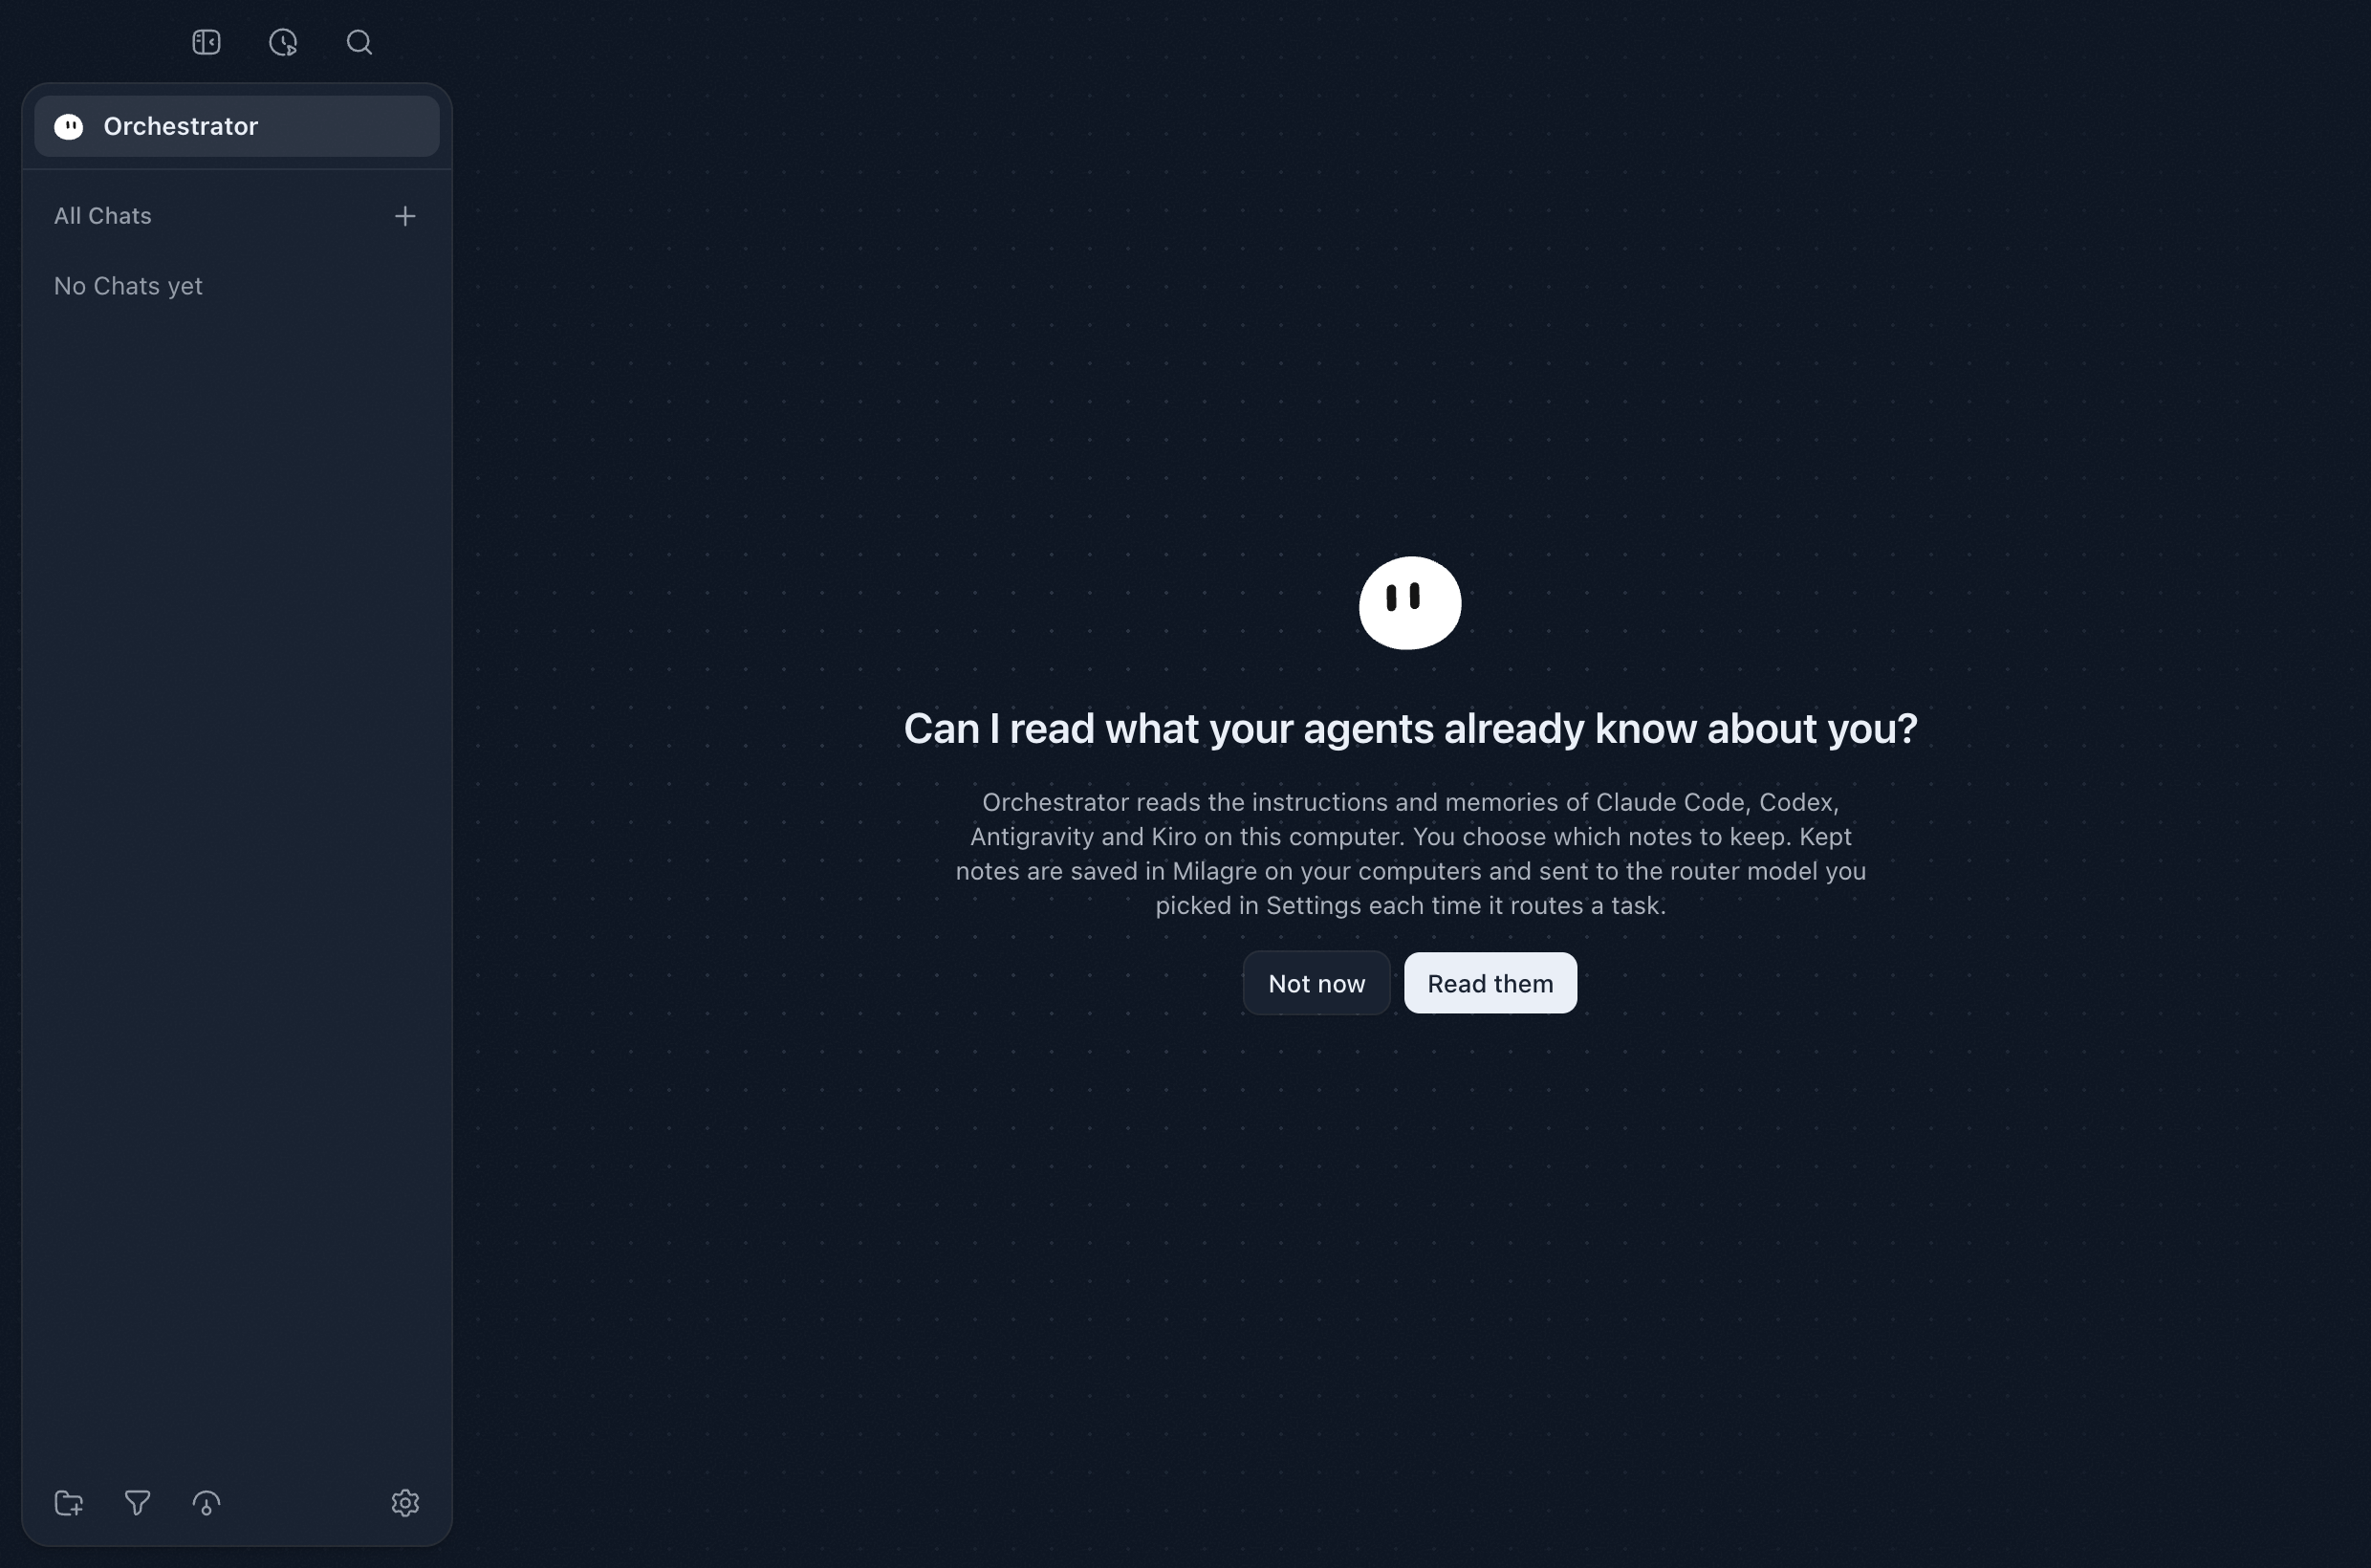 Orchestrator
All Chats
No Chats yet
Can I read what your agents already know about you?
Orchestrator reads the instructions and memories of Claude Code, Codex,
Antigravity and Kiro on this computer. You choose which notes to keep. Kept
notes are saved in Milagre on your computers and sent to the router model you
picked in Settings each time it routes a task.
Not now
Read them